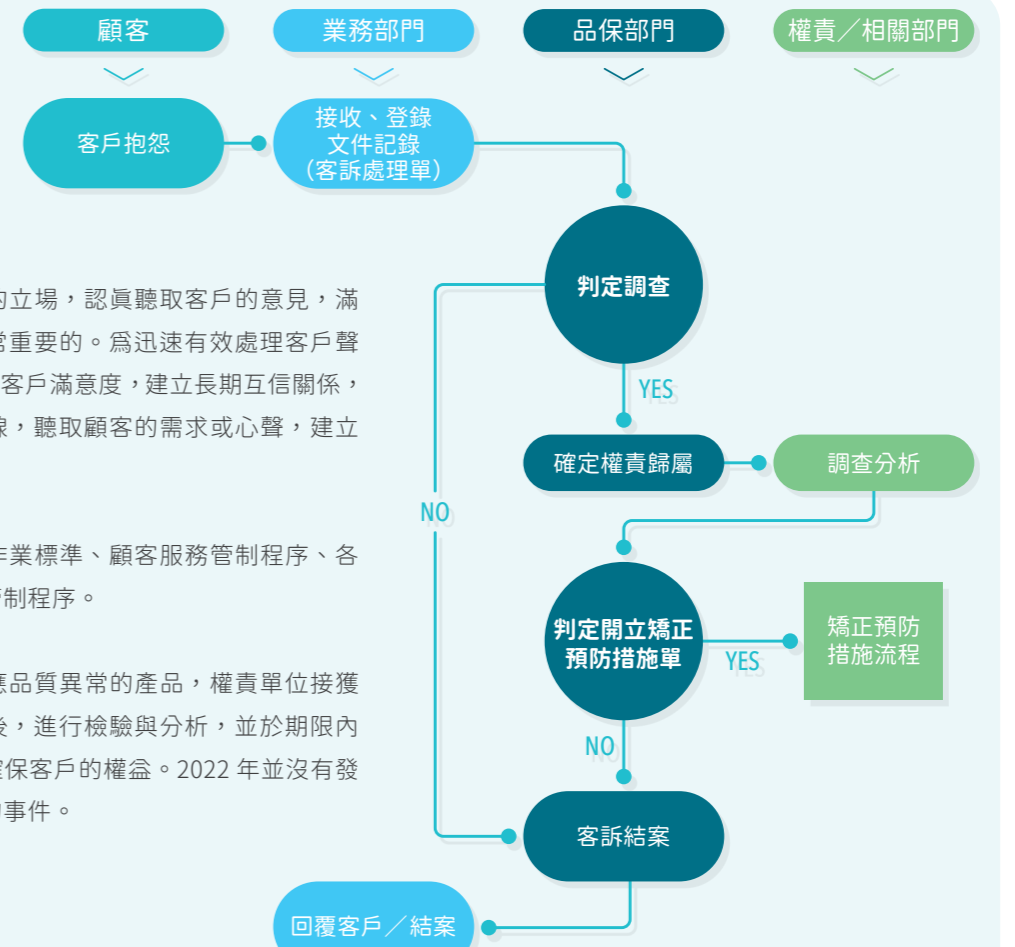 顧客
業務部門
品保部門
權責／相關部門
客戶抱怨
接收、登錄
文件記錄
（客訴處理單）
判定調查
的立場，認真聽取客戶的意見，滿
常重要的。為迅速有效處理客戶聲
客戶滿意度，建立長期互信關係，
線，聽取顧客的需求或心聲，建立
YES
確定權責歸屬
調查分析
NO
作業標準、顧客服務管制程序、各
管制程序。
判定開立矯正
預防措施單
YES
矯正預防
措施流程
應品質異常的產品，權責單位接獲
後，進行檢驗與分析，並於期限內
確保客戶的權益。2022 年並沒有發
的事件。
NO
客訴結案
回覆客戶／結案